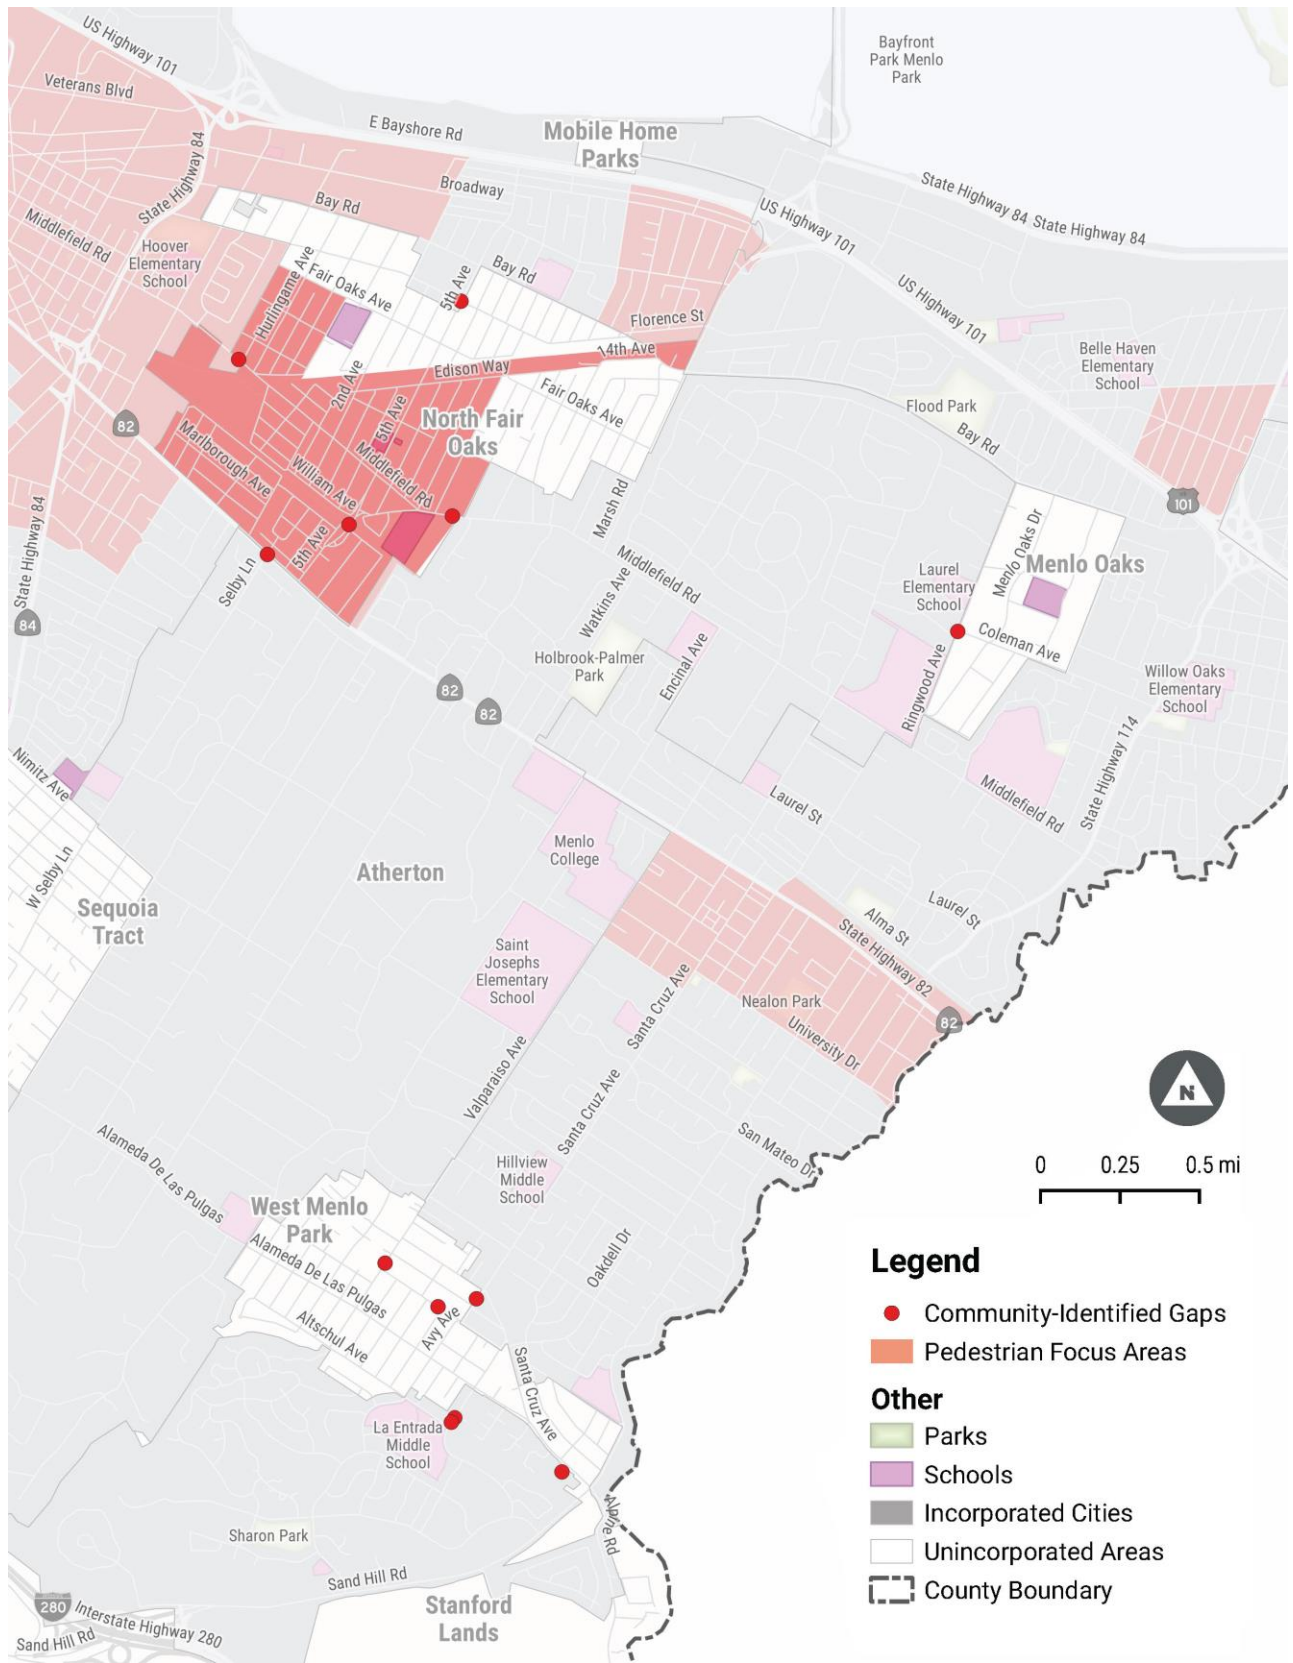 US Highway 101
Bayfront
Park Menlo
Park
Veterans Blvd
E Bayshore Rd
Mobile Home
Parks
State Highway 84
Broadway
Bay Rd
State Highway 84
State Highway 84
Middlefield Rd
US Highway 101
Hoover
Elementary
School
Hurlingame Ave
Fair Oaks Ave
5th Ave
Bay Rd
US Highway 101
Florence St
14th Ave
Edison Way
Belle Haven
Elementary
School
2nd Ave
Fair Oaks Ave
Flood Park
5th Ave
North Fair
Oaks
82
Bay Rd
Marlborough Ave
William Ave
Middlefield Rd
101
Marsh Rd
5th Ave
State Highway 84
Selby Ln
Menlo Oaks Dr
Menlo Oaks
Middlefield Rd
Laurel
Elementary
School
Watkins Ave
84
Coleman Ave
Holbrook-Palmer
Park
Encinal Ave
Ringwood Ave
Willow Oaks
Elementary
School
82
82
State Highway 114
Nimitz Ave
Laurel St
Middlefield Rd
Menlo
College
W Selby Ln
Atherton
Sequoia
Tract
Alma St
Laurel St
State Highway 82
Saint
Josephs
Elementary
School
Santa Cruz Ave
Nealon Park
82
University Dr
Valparaiso Ave
Santa Cruz Ave
Alameda De Las Pulgas
San Mateo Dr
Hillview
Middle
School
N
0 0.25 0.5 mi
West Menlo
Park
Alameda De Las Pulgas
Oakdell Dr
Altschul Ave
Avy Ave
Santa Cruz Ave
La Entrada
Middle
School
Alpine Rd
Sharon Park
Sand Hill Rd
Stanford
Lands
280
Interstate Highway 280
Sand Hill Rd
Legend
Community-Identified Gaps
Pedestrian Focus Areas
Other
Parks
Schools
Incorporated Cities
Unincorporated Areas
County Boundary